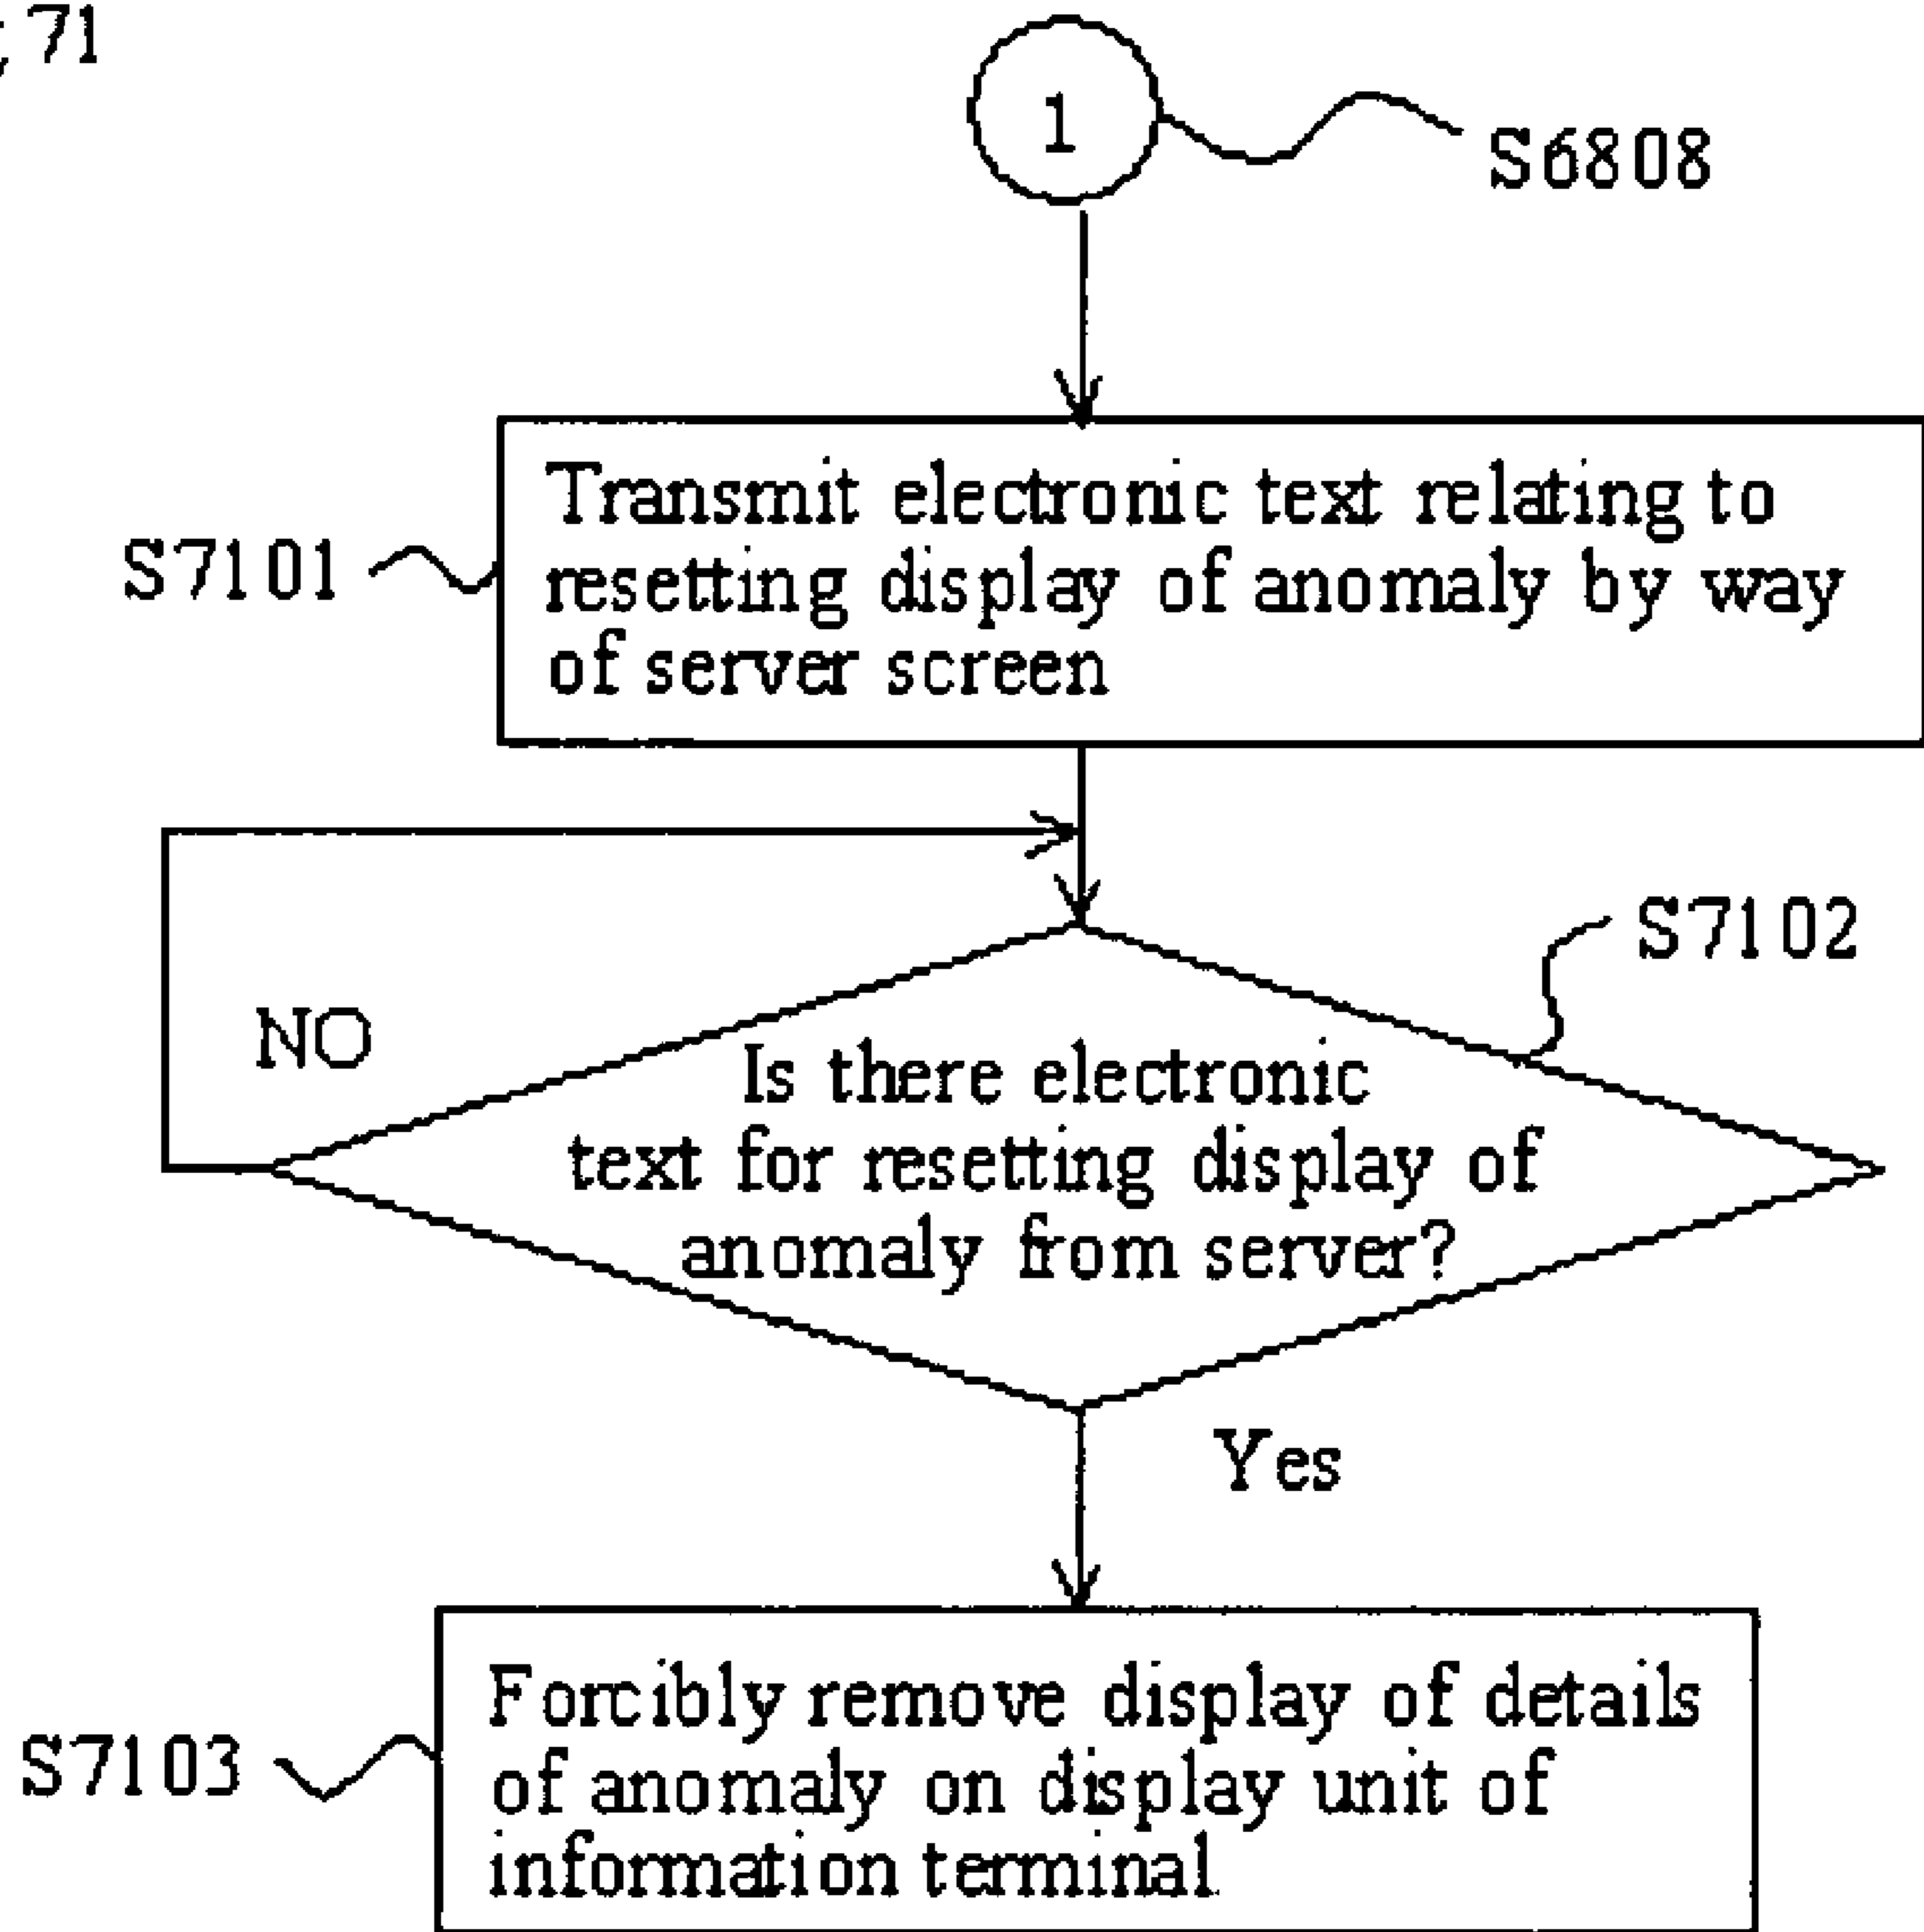 71
1
S6808
Transmit electronic text relating to
S7101
resetting display of anomaly by way
of server screen
S7102
NO
Is there electronic
text for resetting display of
anomaly from server?
Yes
Forcibly remove display of details
S7103
of anomaly on display unit of
information terminal